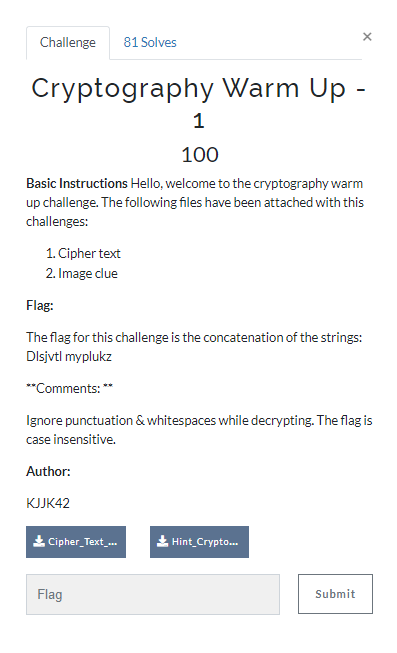 Challenge
81 Solves
×
Cryptography Warm Up -
1
100
Basic Instructions Hello, welcome to the cryptography warm
up challenge. The following files have been attached with this
challenges:
1. Cipher text
2. Image clue
Flag:
The flag for this challenge is the concatenation of the strings:
Dlsjvtl myplukz
**Comments: **
Ignore punctuation & whitespaces while decrypting. The flag is
case insensitive.
Author:
KJJK42
Cipher_Text_...
Hint_Crypto...
Flag
Submit